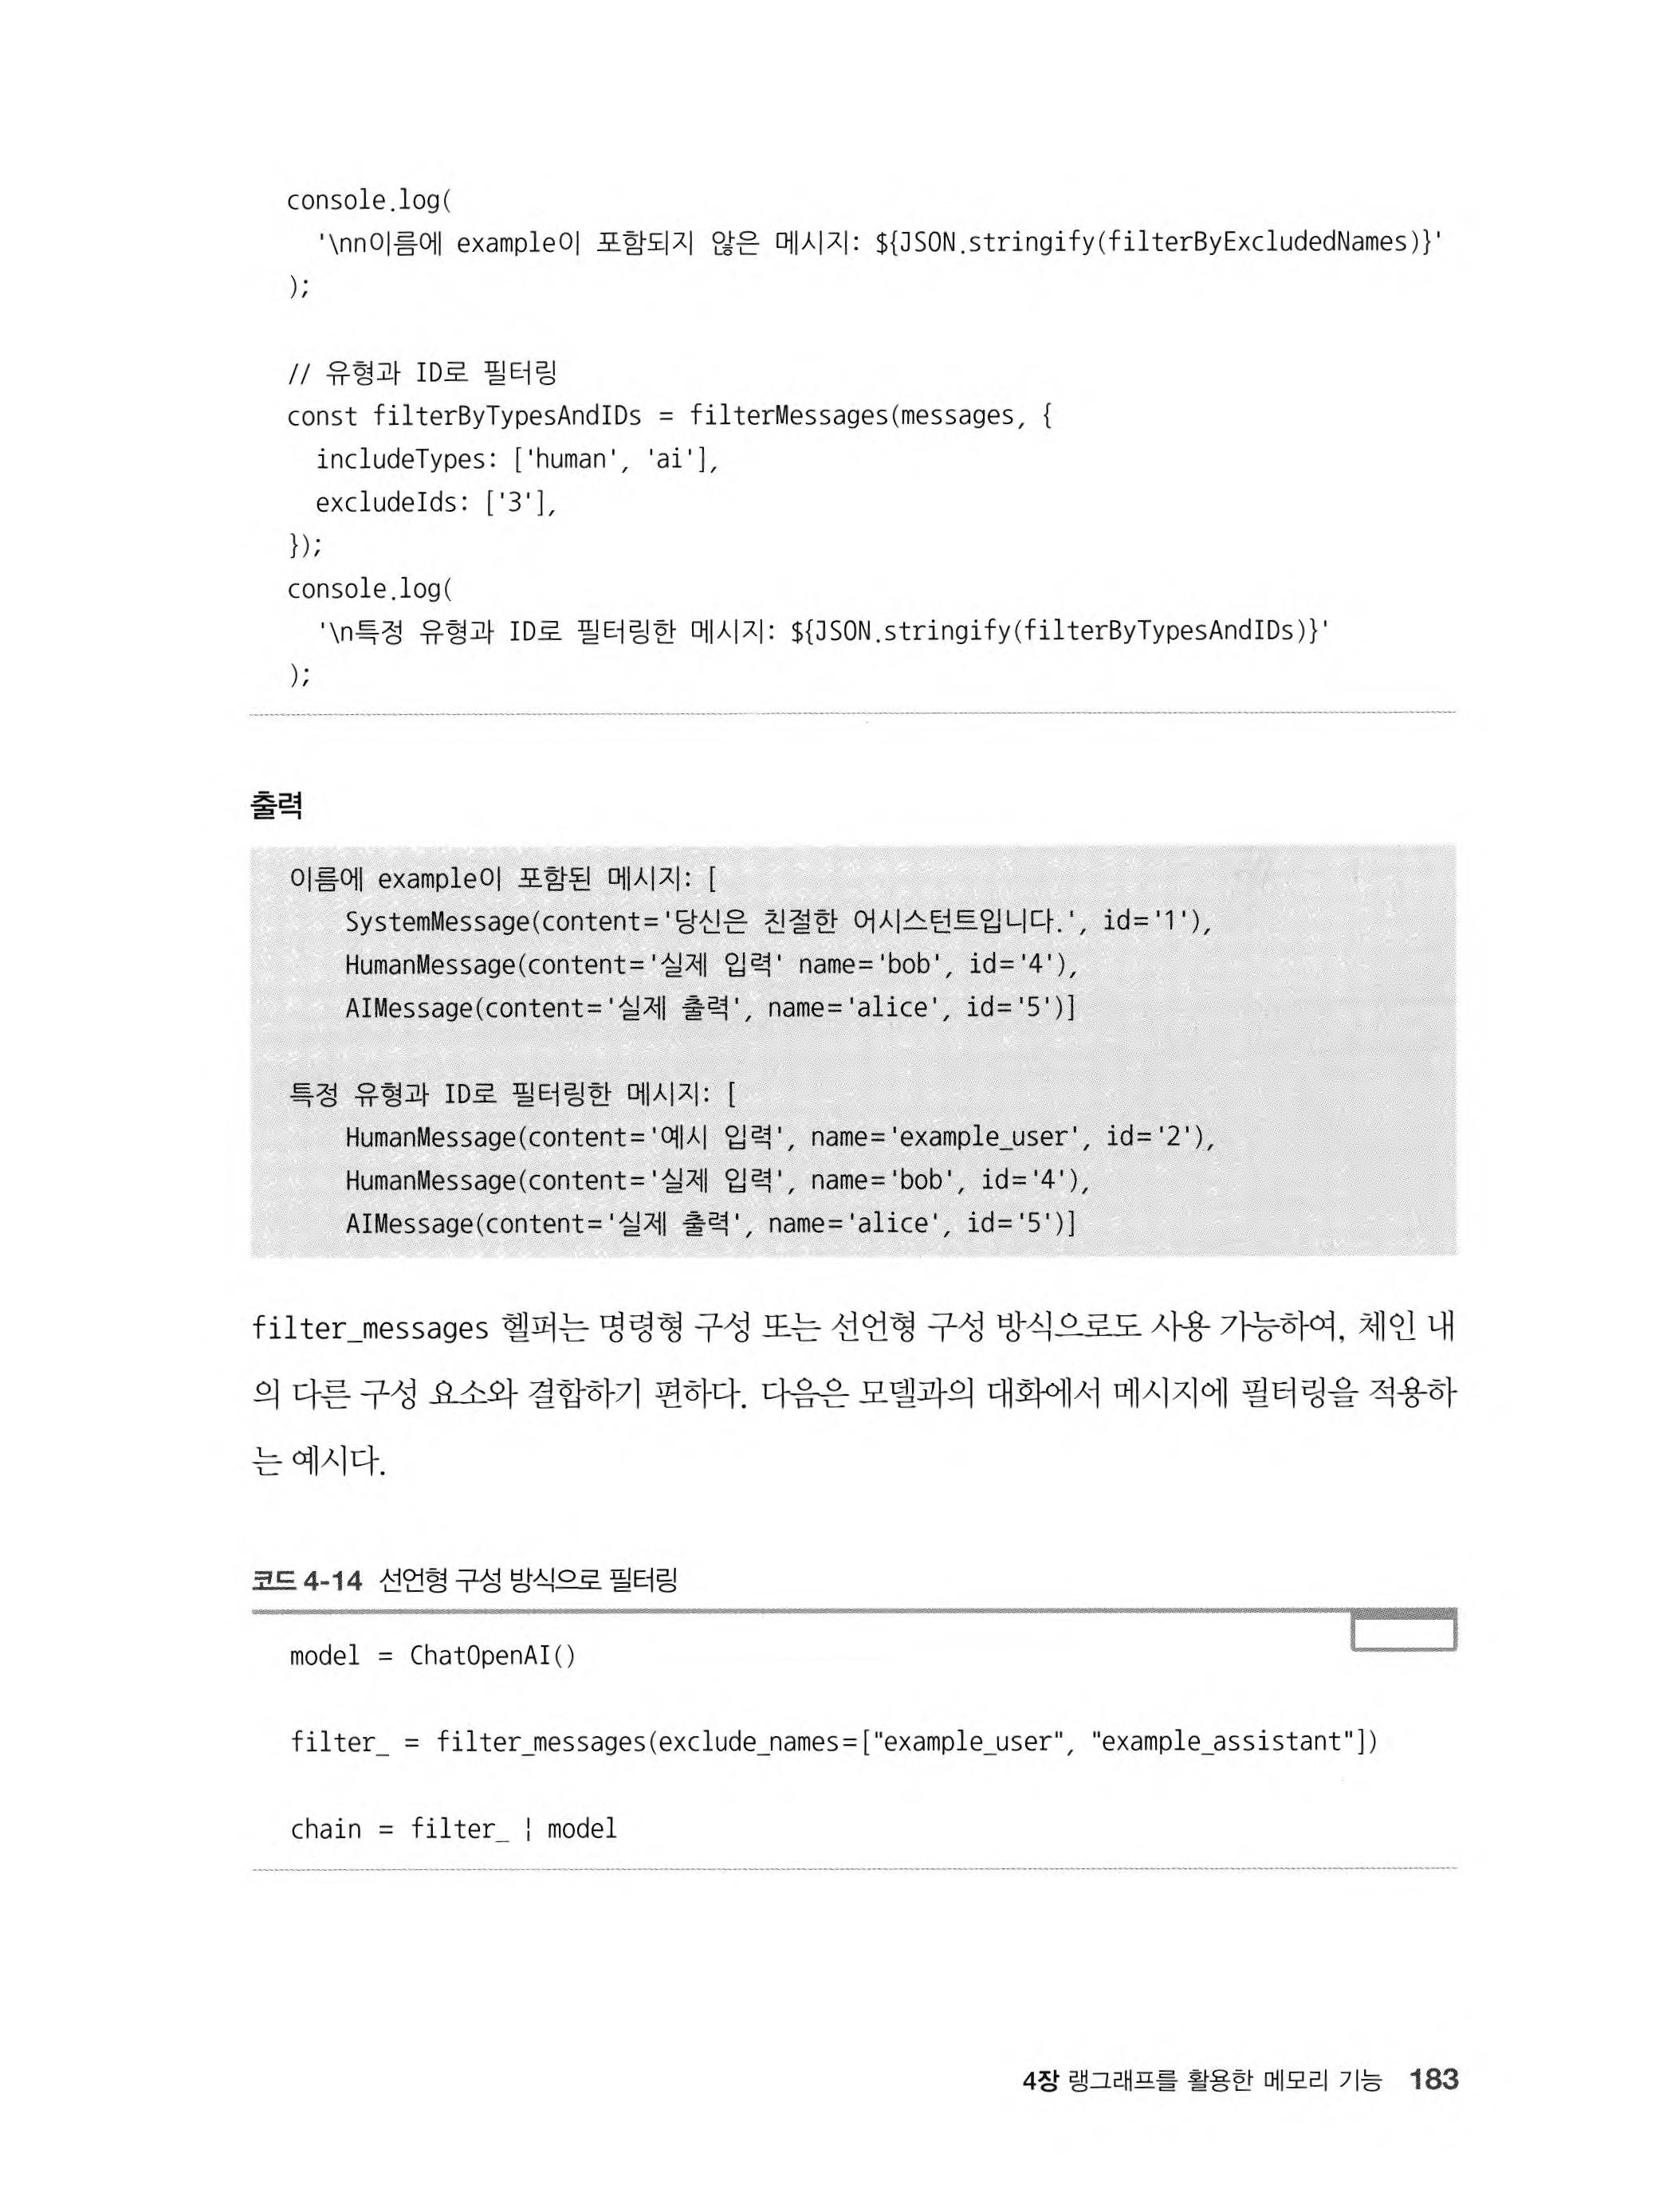 console.log(
'\nn이름에 example이 포함되지 않은 메시지: ${JSON.stringify(filterByExcludedNames)}'
);
// 유형과 ID로 필터링
const filterByTypesAndIDs = filterMessages(messages, {
includeTypes: ['human', 'ai'],
excludeIds: ['3'],
});
console.log(
'\n특정 유형과 ID로 필터링한 메시지: ${JSON.stringify(filterByTypesAndIDs)}'
);
출력
이름에 example이 포함된 메시지: [
SystemMessage(content='당신은 친절한 어시스턴트입니다.', id='1'),
HumanMessage(content='실제 입력' name='bob', id='4'),
AIMessage(content='실제 출력', name='alice', id='5')]
특정 유형과 ID로 필터링한 메시지: [
HumanMessage(content='예시 입력', name='example_user', id='2'),
HumanMessage(content='실제 입력', name='bob', id='4'),
AIMessage(content='실제 출력', name='alice', id='5')]
filter_messages 헬퍼는 명령형 구성 또는 선언형 구성 방식으로도 사용 가능하여, 체인 내
의 다른 구성 요소와 결합하기 편하다. 다음은 모델과의 대화에서 메시지에 필터링을 적용하
는 예시다.
코드 4-14 선언형 구성 방식으로 필터링
model = ChatOpenAI()
filter_ = filter_messages(exclude_names=["example_user", "example_assistant"])
chain = filter_ | model
4장 랭그래프를 활용한 메모리 기능 183